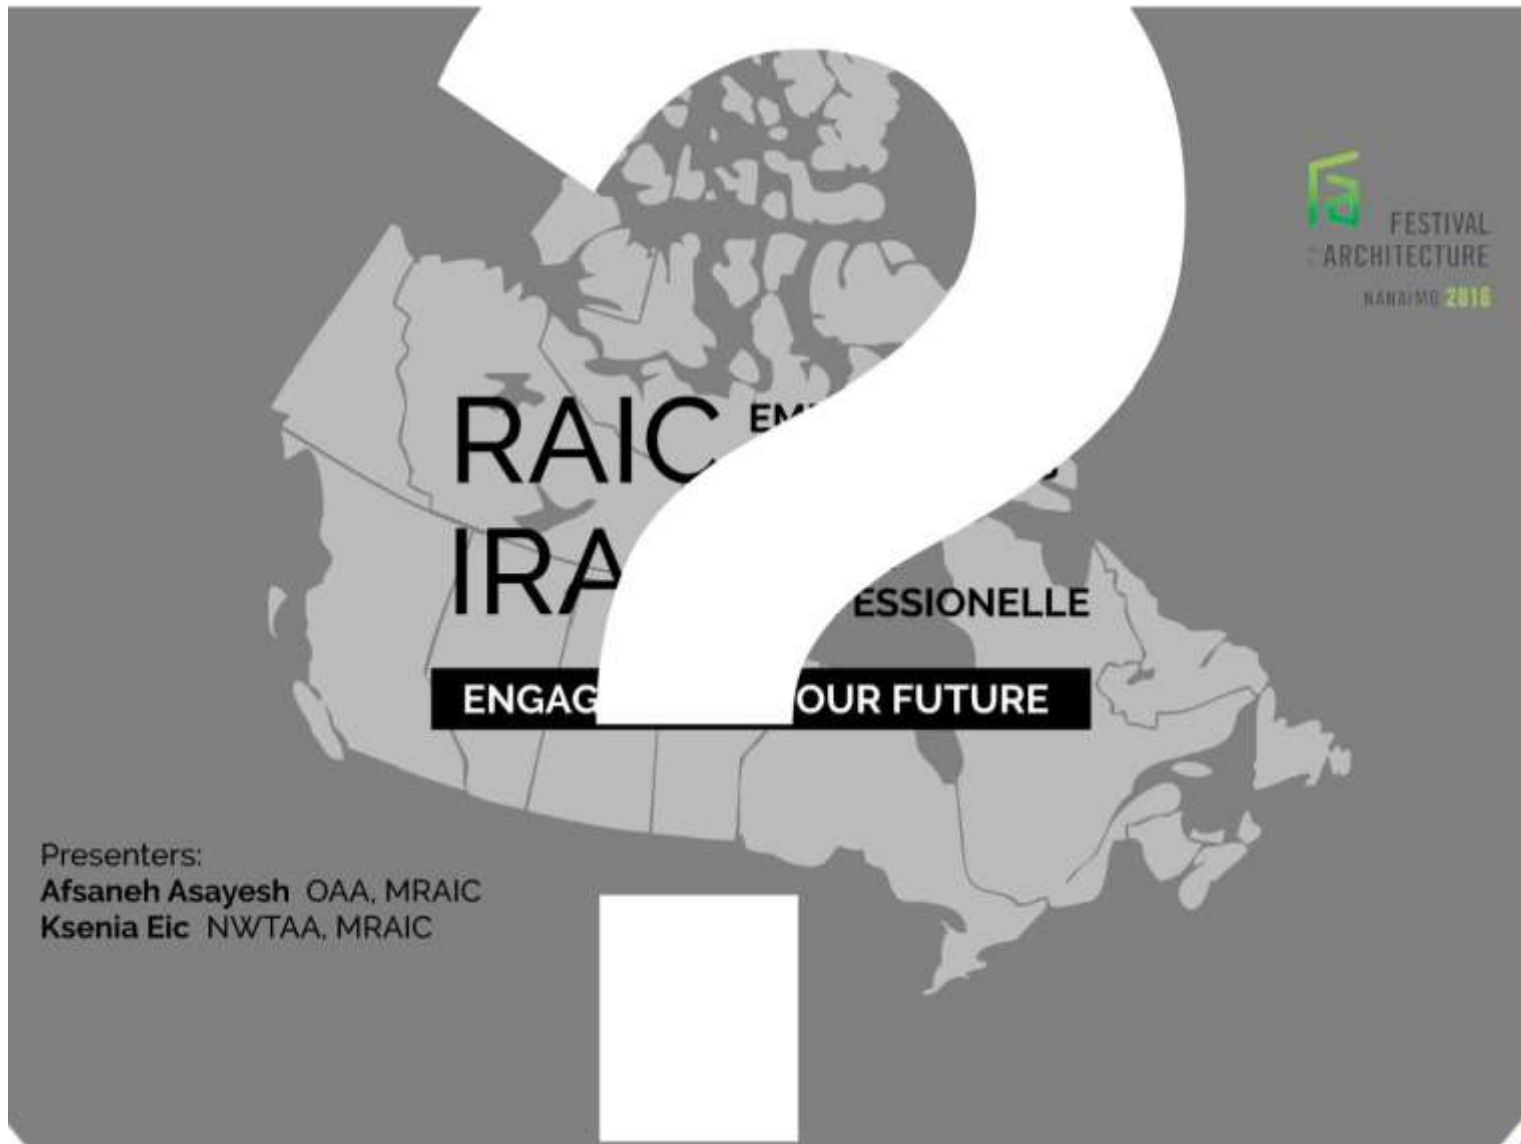 FESTIVAL
ARCHITECTURE
NANAIMO 2016
RAIC
IRA
ESSIONELLE
ENGAG OUR FUTURE
Presenters:
Afsaneh Asayesh OAA, MRAIC
Ksenia Eic NWTAA, MRAIC